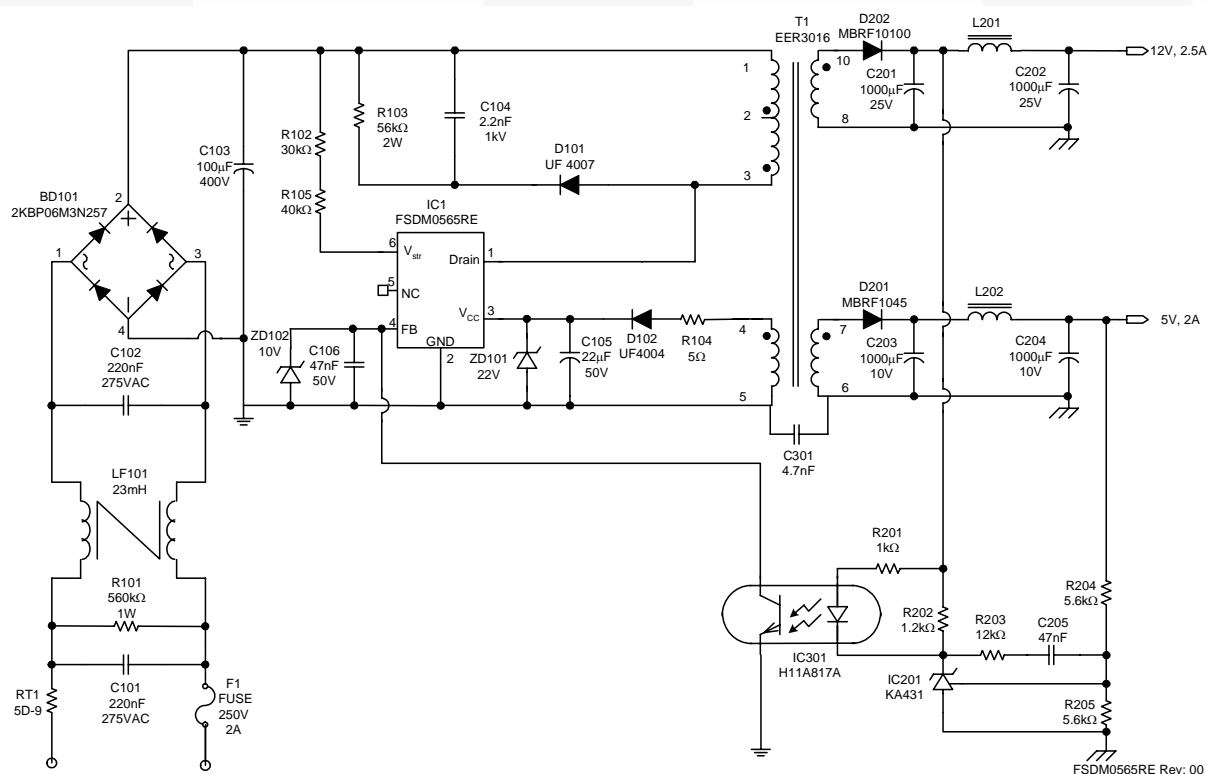 T1
EER3016
D202
MBRF10100
L201
12V, 2.5A
1
2
3
10
8
C201
1000µF
25V
C202
1000µF
25V
R103
56kΩ
2W
C104
2.2nF
1kV
R102
30kΩ
R105
40kΩ
C103
100µF
400V
D101
UF 4007
BD101
2KBP06M3N257
2
1
3
4
IC1
FSDM0565RE
6
Vstr
Drain
1
5
NC
4
FB
VCC
3
GND
2
ZD102
10V
C106
47nF
50V
ZD101
22V
C105
22µF
50V
D102
UF4004
R104
5Ω
4
5
7
6
D201
MBRF1045
L202
5V, 2A
C203
1000µF
10V
C204
1000µF
10V
C301
4.7nF
C102
220nF
275VAC
LF101
23mH
R101
560kΩ
1W
RT1
5D-9
C101
220nF
275VAC
F1
FUSE
250V
2A
R201
1kΩ
R202
1.2kΩ
R203
12kΩ
C205
47nF
R204
5.6kΩ
IC301
H11A817A
IC201
KA431
R205
5.6kΩ
FSDM0565RE Rev: 00